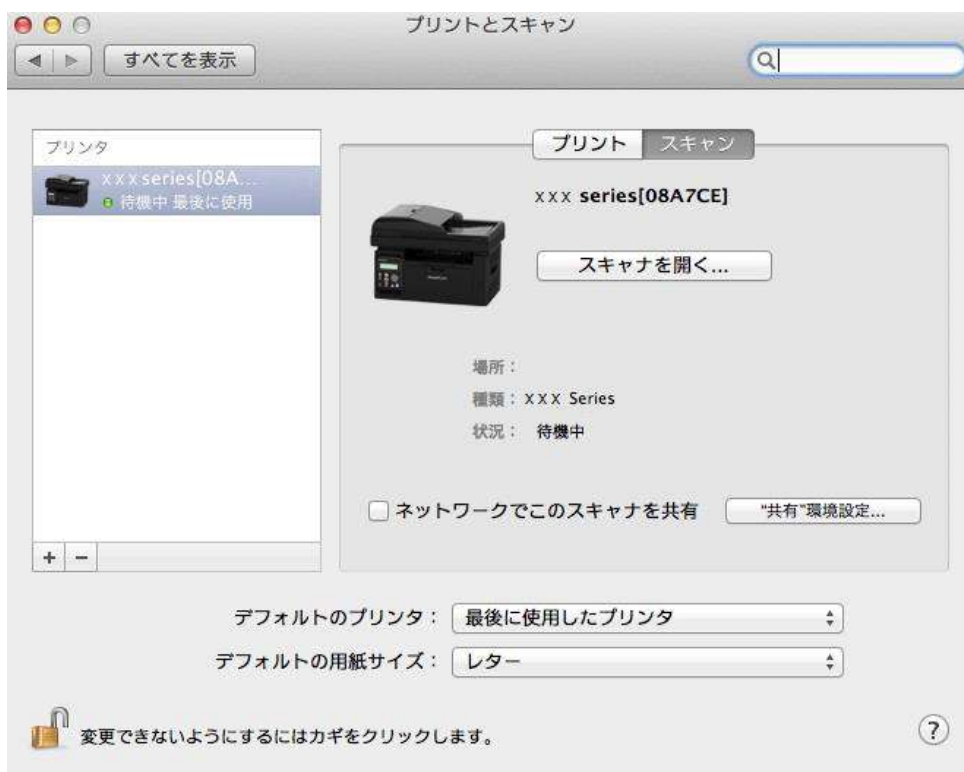 プリントとスキャン
すべてを表示
プリンタ
xxx series[08A...
待機中 最後に使用
プリント スキャン
xxx series[08A7CE]
スキャナを開く...
場所：
種類：XXX Series
状況： 待機中
ネットワークでこのスキャナを共有 "共有"環境設定...
+ −
デフォルトのプリンタ： 最後に使用したプリンタ
デフォルトの用紙サイズ： レター
変更できないようにするにはカギをクリックします。 ?